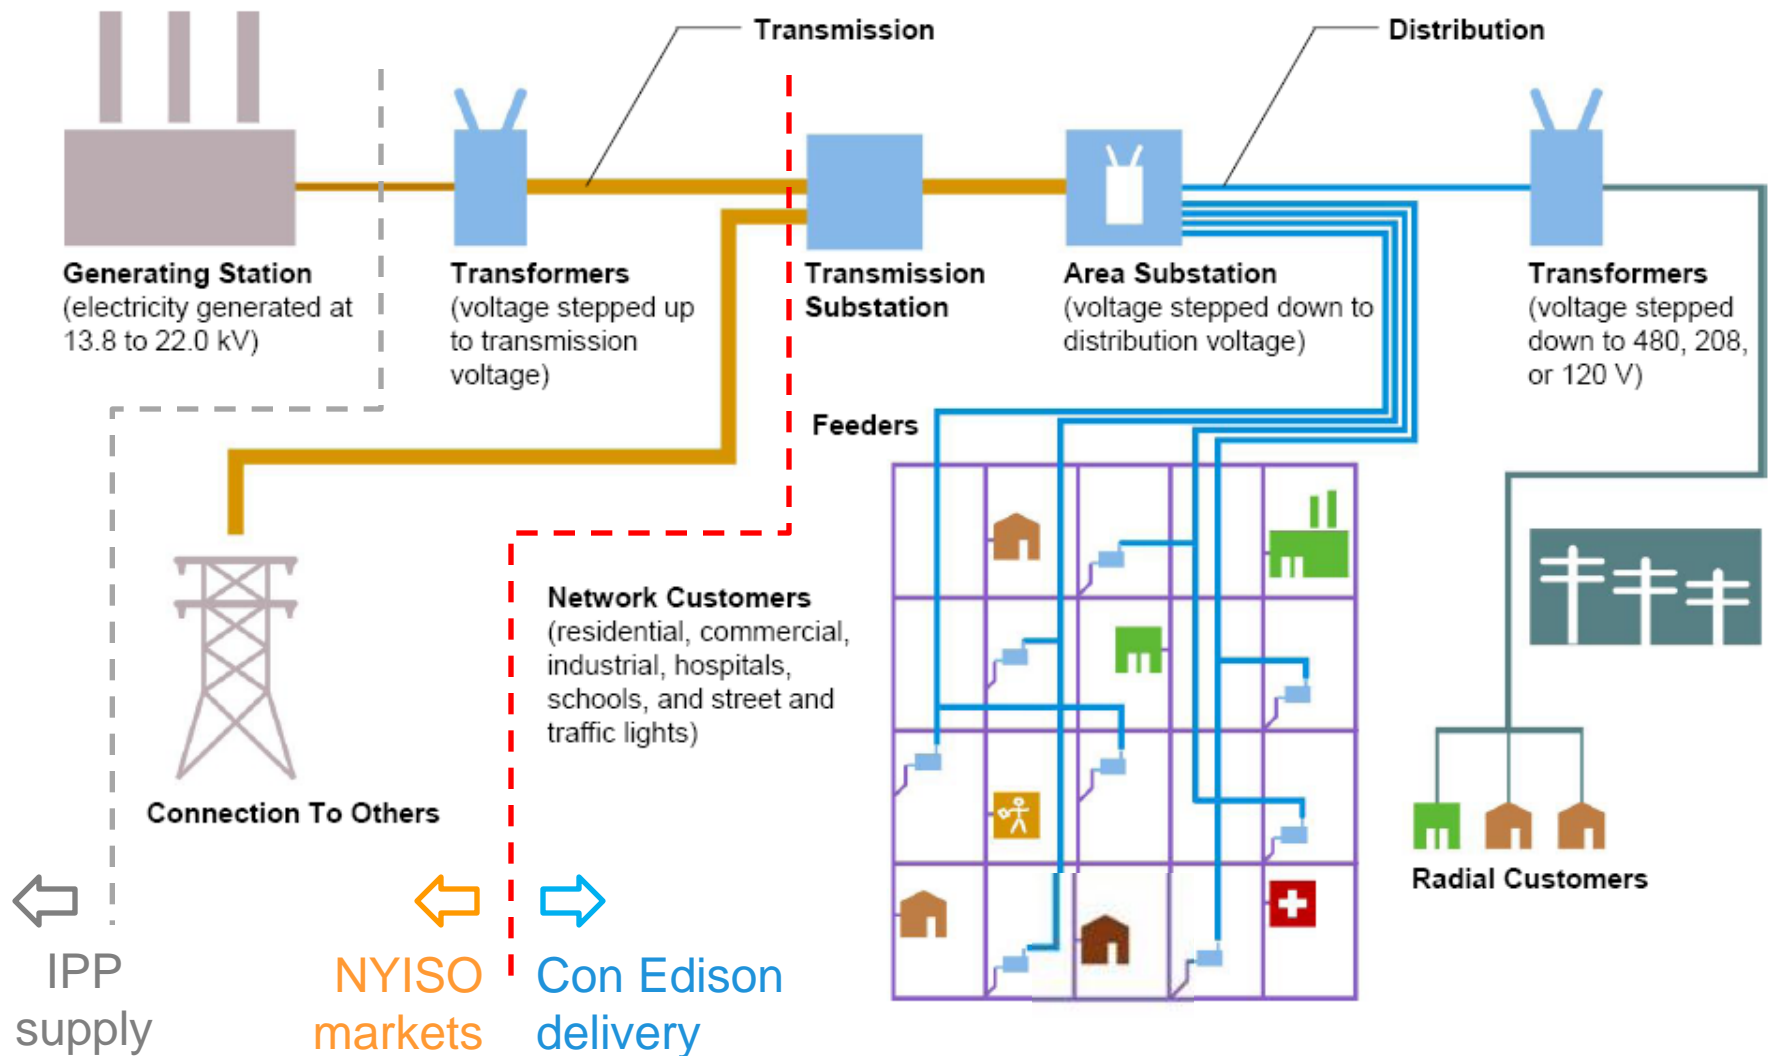 Transmission
Distribution
Generating Station
(electricity generated at
13.8 to 22.0 kV)
Transformers
(voltage stepped up
to transmission
voltage)
Transmission
Substation
Area Substation
(voltage stepped down to
distribution voltage)
Transformers
(voltage stepped
down to 480, 208,
or 120 V)
Feeders
Network Customers
(residential, commercial,
industrial, hospitals,
schools, and street and
traffic lights)
Connection To Others
Radial Customers
IPP
supply
NYISO
markets
Con Edison
delivery